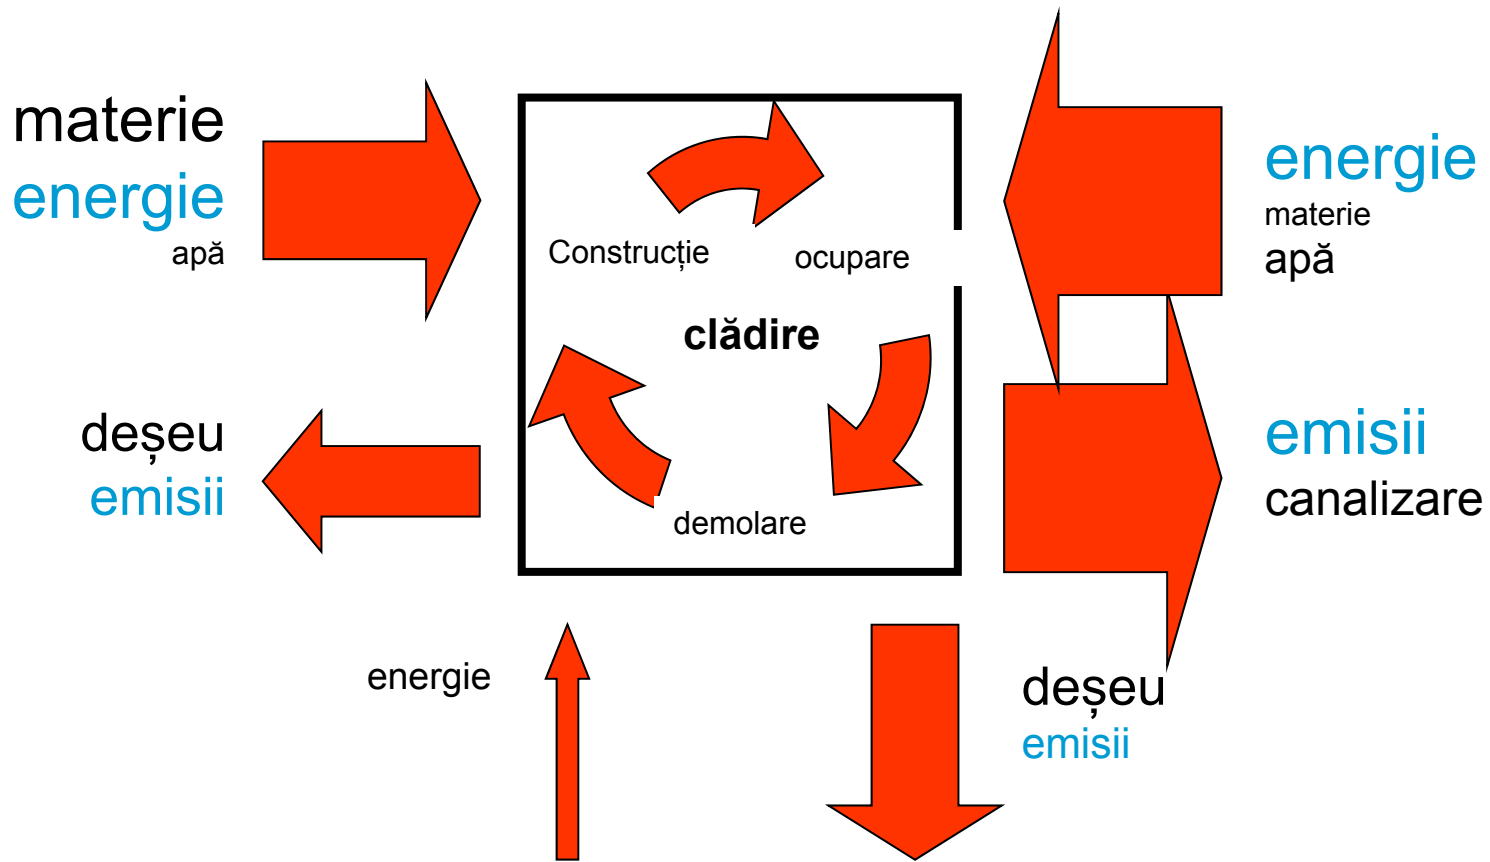 materie
energie
apă
Construcție
ocupare
clădire
demolare
energie
materie
apă
deșeu
emisii
emisii
canalizare
energie
deșeu
emisii